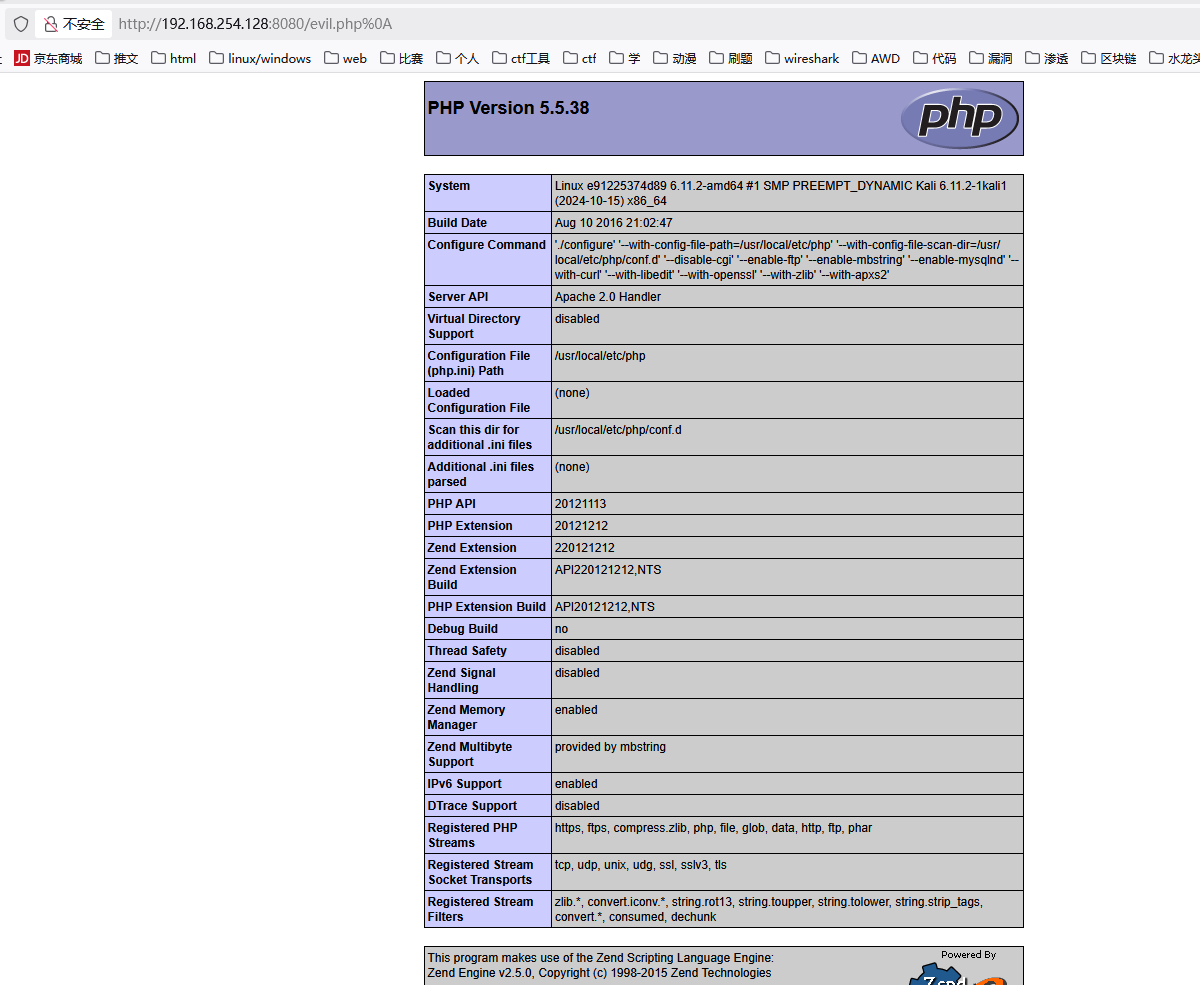 不安全 http://192.168.254.128:8080/evil.php%0A
JD 京东商城 推文 html linux/windows web 比赛 个人 ctf工具 ctf 学 动漫 刷题 wireshark AWD 代码 漏洞 渗透 区块链 水龙头
PHP Version 5.5.38
php
System Linux e91225374d89 6.11.2-amd64 #1 SMP PREEMPT_DYNAMIC Kali 6.11.2-1kali1
(2024-10-15) x86_64
Build Date Aug 10 2016 21:02:47
Configure Command './configure' '--with-config-file-path=/usr/local/etc/php' '--with-config-file-scan-dir=/usr/
local/etc/php/conf.d' '--disable-cgi' '--enable-ftp' '--enable-mbstring' '--enable-mysqlnd' '--
with-curl' '--with-libedit' '--with-openssl' '--with-zlib' '--with-apxs2'
Server API Apache 2.0 Handler
Virtual Directory disabled
Support
Configuration File /usr/local/etc/php
(php.ini) Path
Loaded (none)
Configuration File
Scan this dir for /usr/local/etc/php/conf.d
additional .ini files
Additional .ini files (none)
parsed
PHP API 20121113
PHP Extension 20121212
Zend Extension 220121212
Zend Extension API220121212,NTS
Build
PHP Extension Build API20121212,NTS
Debug Build no
Thread Safety disabled
Zend Signal disabled
Handling
Zend Memory enabled
Manager
Zend Multibyte provided by mbstring
Support
IPv6 Support enabled
DTrace Support disabled
Registered PHP https, ftps, compress.zlib, php, file, glob, data, http, ftp, phar
Streams
Registered Stream tcp, udp, unix, udg, ssl, sslv3, tls
Socket Transports
Registered Stream zlib.*, convert.iconv.*, string.rot13, string.toupper, string.tolower, string.strip_tags,
Filters convert.*, consumed, dechunk
This program makes use of the Zend Scripting Language Engine:
Zend Engine v2.5.0, Copyright (c) 1998-2015 Zend Technologies
Powered By
Zend